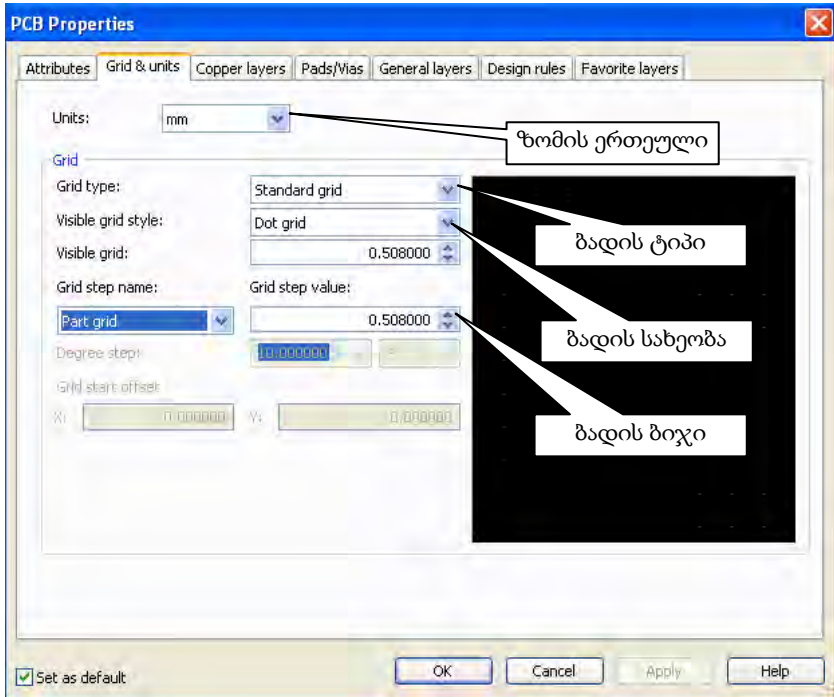 PCB Properties
Attributes Grid & units Copper layers Pads/Vias General layers Design rules Favorite layers
Units: mm
ზომის ერთეული
Grid
Grid type: Standard grid
Visible grid style: Dot grid
ბადის ტიპი
Visible grid: 0.508000
Grid step name: Grid step value:
Part grid 0.508000
ბადის სახეობა
Degree step: 10.000000
Grid start offset
X: 0.000000 Y: 0.000000
ბადის ბიჯი
Set as default OK Cancel Apply Help